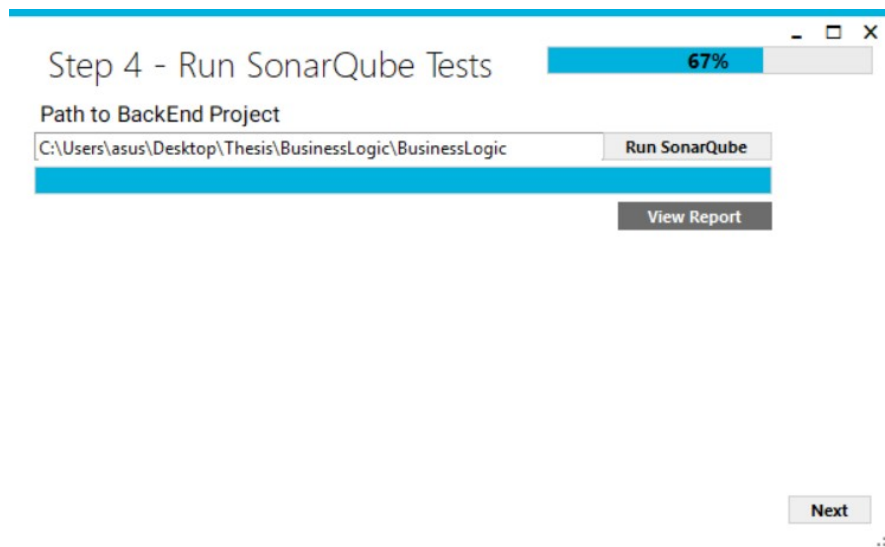 Step 4 - Run SonarQube Tests
67%
Path to BackEnd Project
C:\Users\asus\Desktop\Thesis\BusinessLogic\BusinessLogic
Run SonarQube
View Report
Next